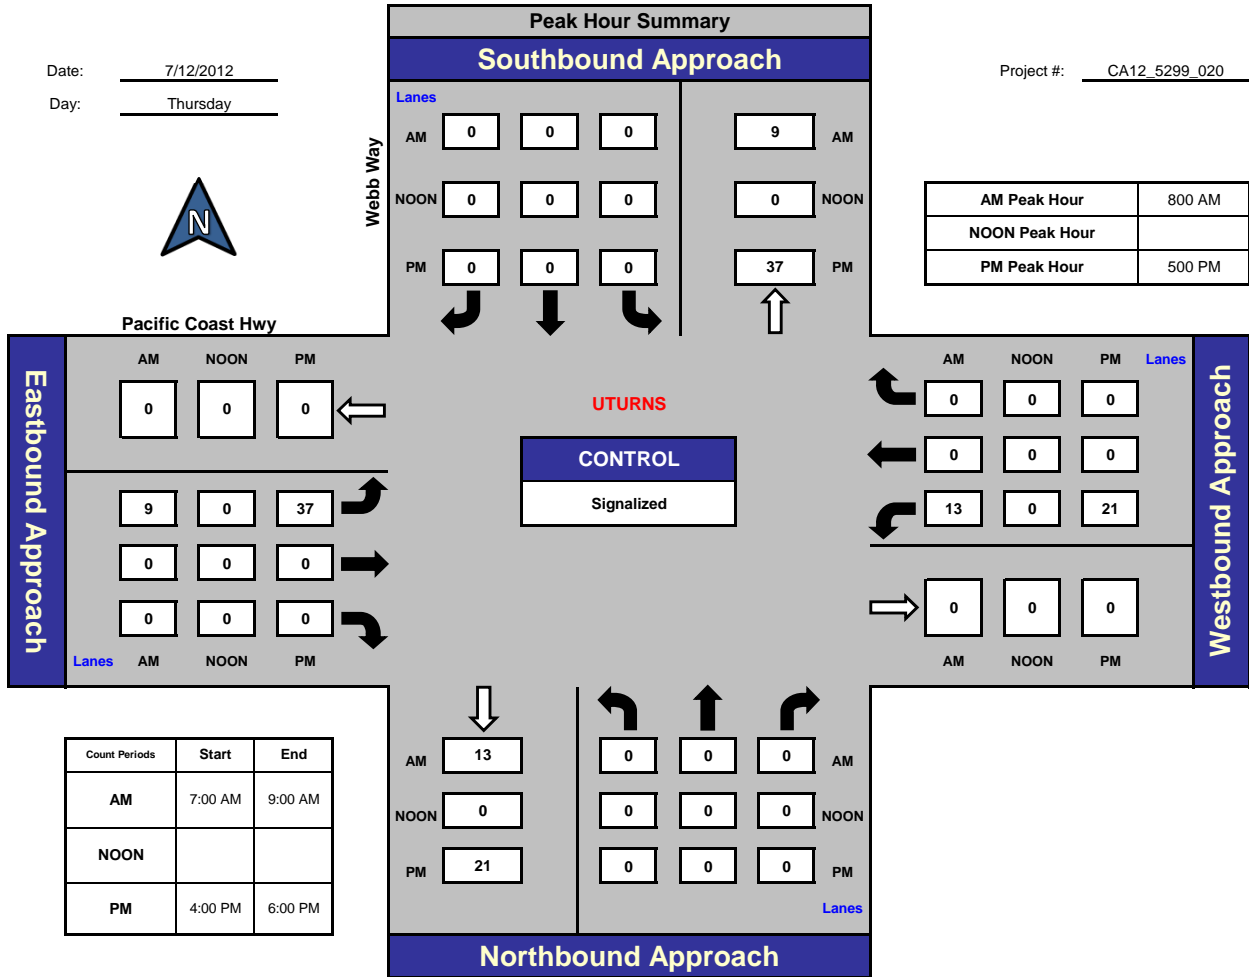 Peak Hour Summary
Southbound Approach
Date: 7/12/2012
Project #: CA12_5299_020
Day: Thursday
Lanes
AM 0 0 0 9 AM
Webb Way
NOON 0 0 0 0 NOON
PM 0 0 0 37 PM
N
AM Peak Hour 800 AM
NOON Peak Hour
PM Peak Hour 500 PM
Pacific Coast Hwy
Eastbound Approach
AM NOON PM
0 0 0
9 0 37
0 0 0
0 0 0
Lanes AM NOON PM
UTURNS
CONTROL
Signalized
AM NOON PM Lanes
0 0 0
0 0 0
13 0 21
0 0 0
AM NOON PM
Westbound Approach
Count Periods Start End
AM 7:00 AM 9:00 AM
NOON
PM 4:00 PM 6:00 PM
AM 13 0 0 0 AM
NOON 0 0 0 0 NOON
PM 21 0 0 0 PM
Lanes
Northbound Approach